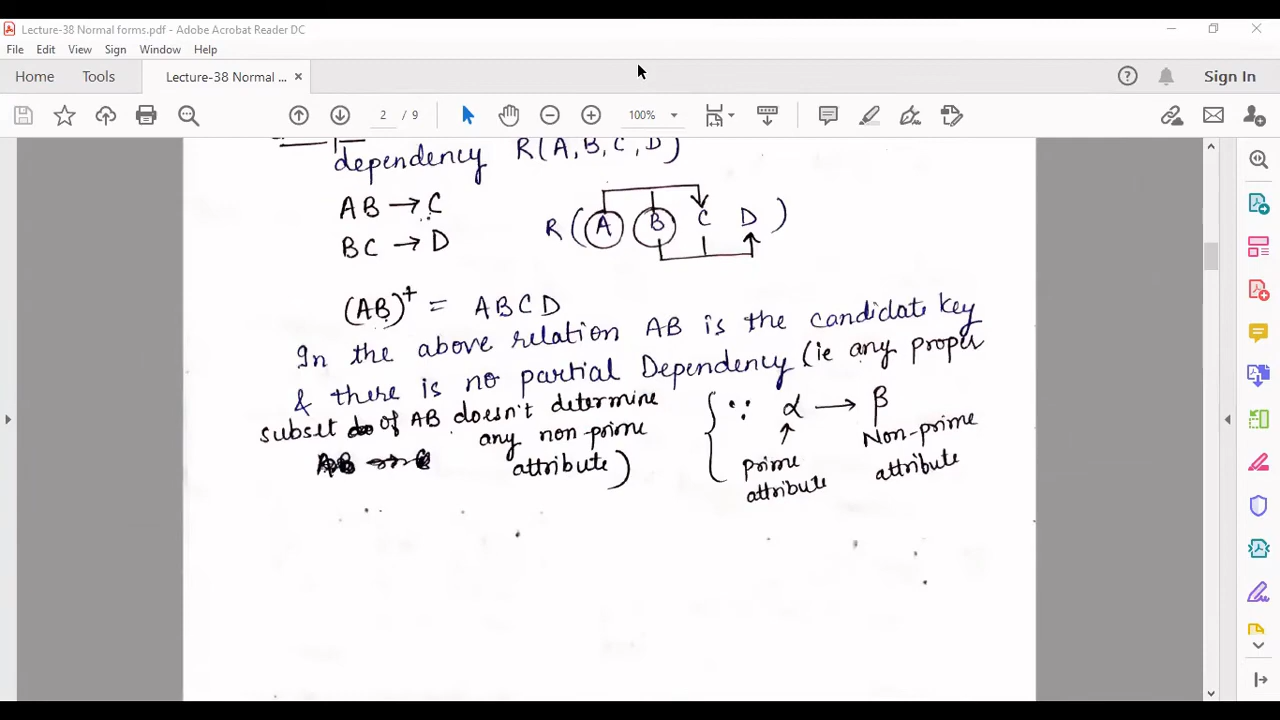 Lecture-38 Normal forms.pdf - Adobe Acrobat Reader DC
File Edit View Sign Window Help
Home Tools Lecture-38 Normal ... × Sign In
2 / 9 100%
dependency R(A,B,C,D)
AB → C
BC → D
R(A B C D)
(AB)+ = ABCD
In the above relation AB is the candidate key
& there is no partial Dependency (ie any proper
subset of AB doesn't determine
any non-prime
attribute)
{ ∵ α → β
prime
attribute
Non-prime
attribute